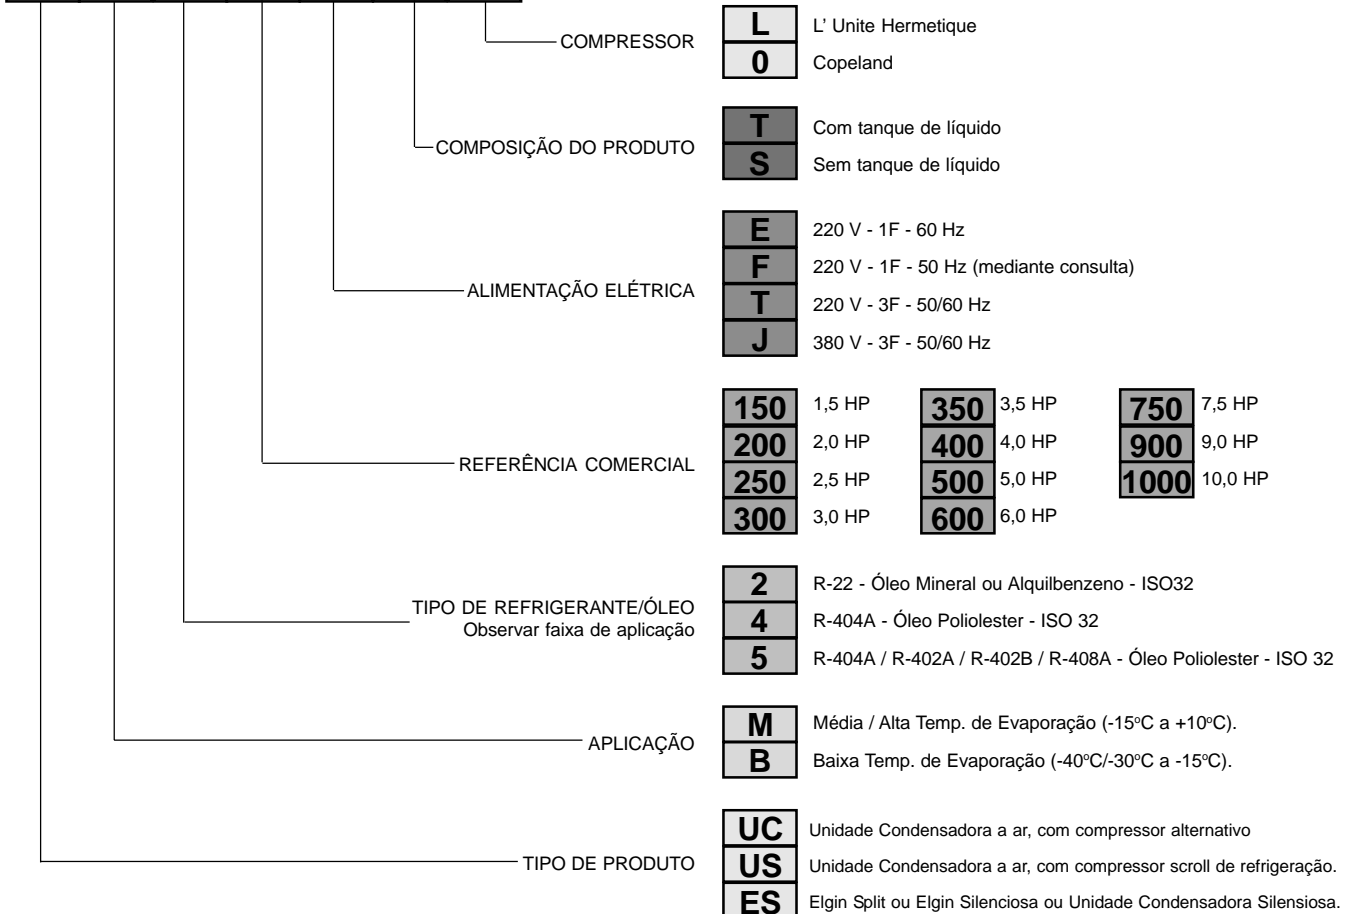 COMPRESSOR
L L' Unite Hermetique
0 Copeland
COMPOSIÇÃO DO PRODUTO
T Com tanque de líquido
S Sem tanque de líquido
ALIMENTAÇÃO ELÉTRICA
E 220 V - 1F - 60 Hz
F 220 V - 1F - 50 Hz (mediante consulta)
T 220 V - 3F - 50/60 Hz
J 380 V - 3F - 50/60 Hz
REFERÊNCIA COMERCIAL
150 1,5 HP 350 3,5 HP 750 7,5 HP
200 2,0 HP 400 4,0 HP 900 9,0 HP
250 2,5 HP 500 5,0 HP 1000 10,0 HP
300 3,0 HP 600 6,0 HP
TIPO DE REFRIGERANTE/ÓLEO
Observar faixa de aplicação
2 R-22 - Óleo Mineral ou Alquilbenzeno - ISO32
4 R-404A - Óleo Poliolester - ISO 32
5 R-404A / R-402A / R-402B / R-408A - Óleo Poliolester - ISO 32
APLICAÇÃO
M Média / Alta Temp. de Evaporação (-15ºC a +10ºC).
B Baixa Temp. de Evaporação (-40ºC/-30ºC a -15ºC).
TIPO DE PRODUTO
UC Unidade Condensadora a ar, com compressor alternativo
US Unidade Condensadora a ar, com compressor scroll de refrigeração.
ES Elgin Split ou Elgin Silenciosa ou Unidade Condensadora Silensiosa.